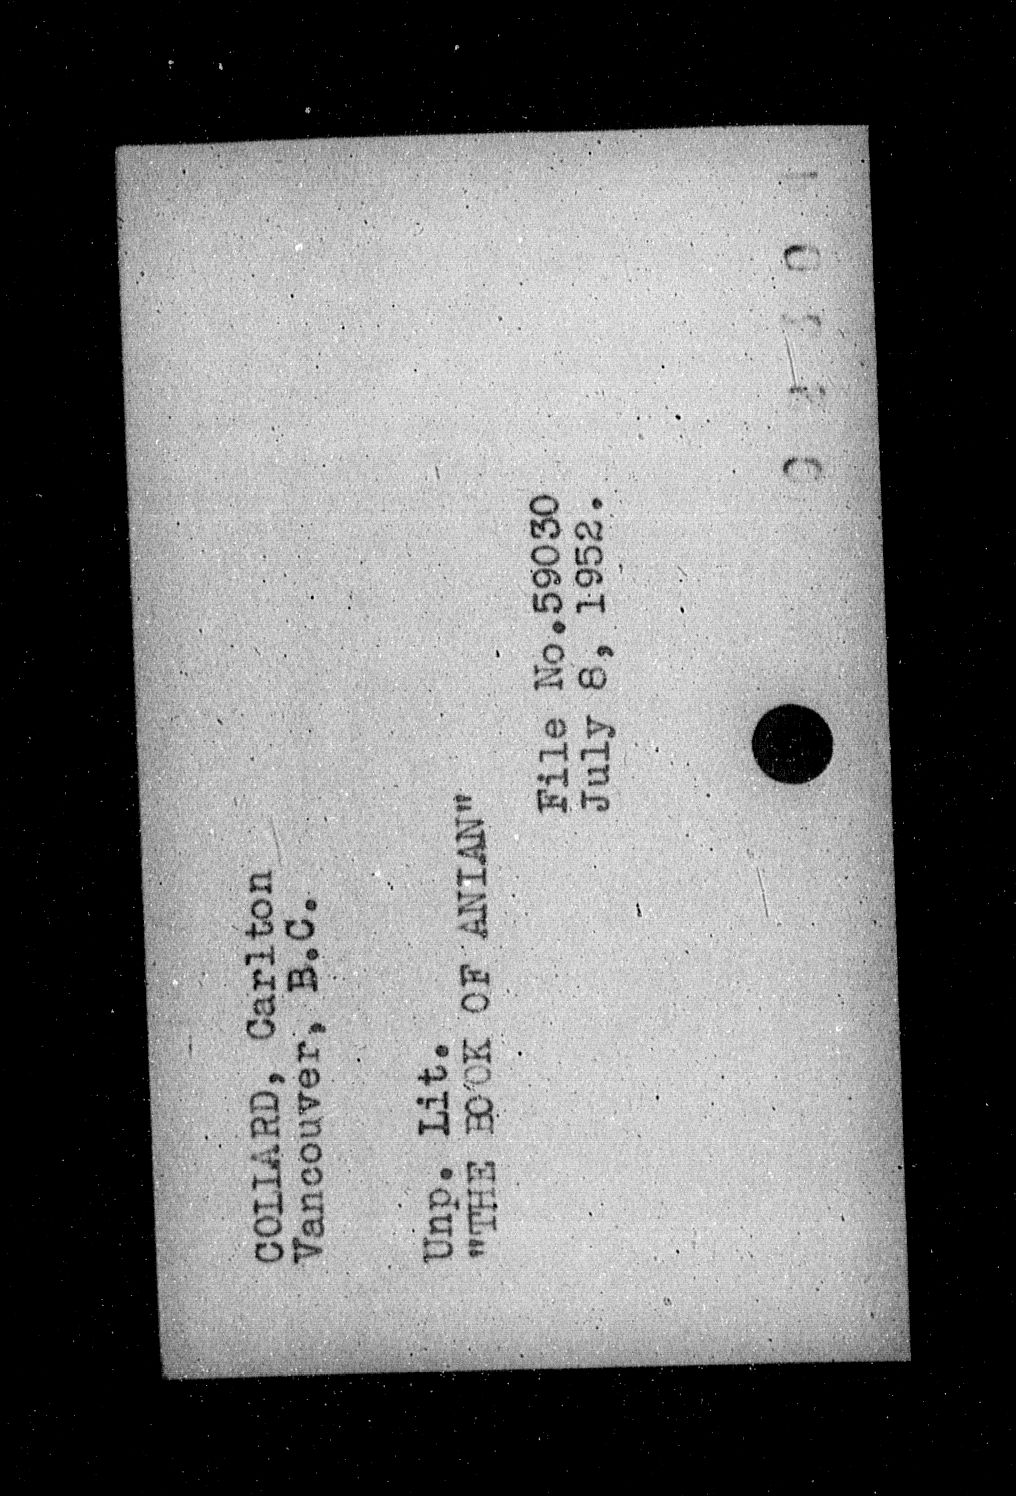 COLLARD, Carlton
Vancouver, B.C.
Unp. Lit.
"THE BOOK OF ANIAN"
File No.59030
July 8, 1952.